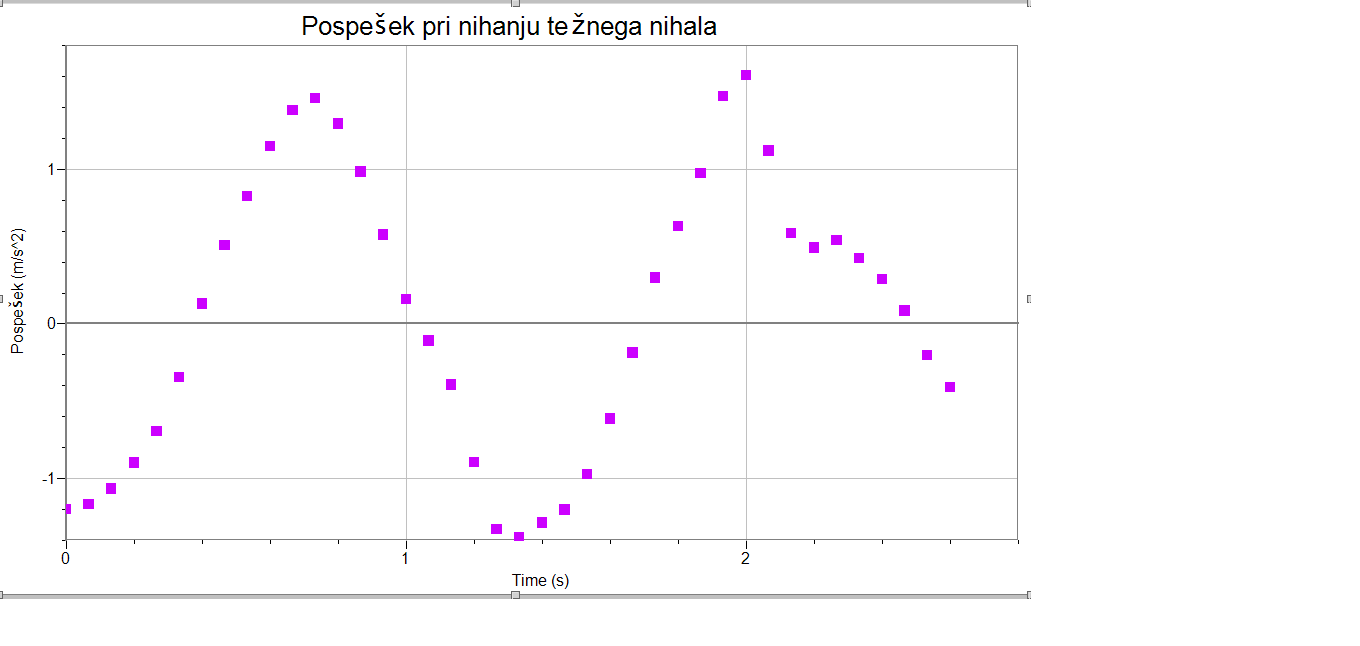 Pospešek pri nihanju težnega nihala
Pospešek (m/s^2)
1
0
-1
0
1
2
Time (s)